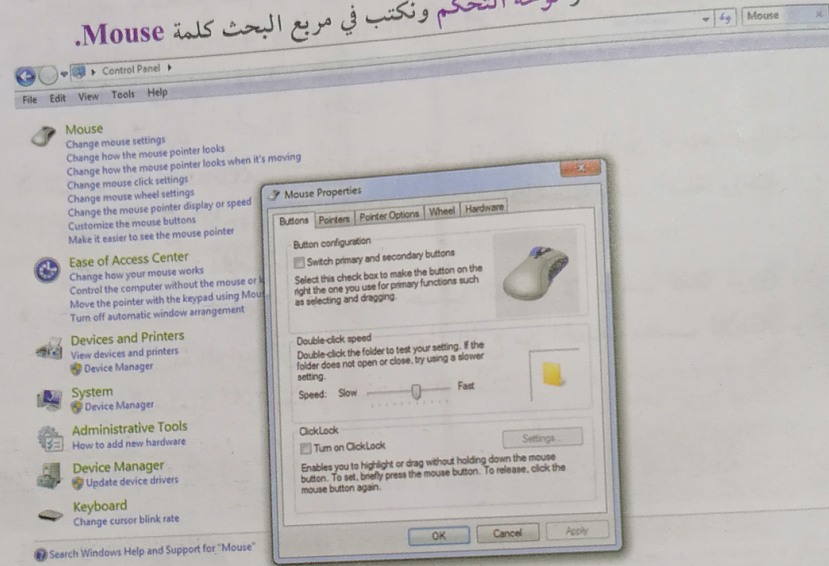 التحكم ونكتب في مربع البحث كلمة Mouse.
Control Panel
Mouse
File Edit View Tools Help
Mouse
Change mouse settings
Change how the mouse pointer looks
Change how the mouse pointer looks when it's moving
Change mouse click settings
Change mouse wheel settings
Change the mouse pointer display or speed
Customize the mouse buttons
Make it easier to see the mouse pointer
Ease of Access Center
Change how your mouse works
Control the computer without the mouse or k
Move the pointer with the keypad using Mou
Turn off automatic window arrangement
Devices and Printers
View devices and printers
Device Manager
System
Device Manager
Administrative Tools
How to add new hardware
Device Manager
Update device drivers
Keyboard
Change cursor blink rate
Search Windows Help and Support for "Mouse"
Mouse Properties
Buttons Pointers Pointer Options Wheel Hardware
Button configuration
Switch primary and secondary buttons
Select this check box to make the button on the
right the one you use for primary functions such
as selecting and dragging.
Double-click speed
Double-click the folder to test your setting. If the
folder does not open or close, try using a slower
setting.
Speed: Slow Fast
ClickLock
Turn on ClickLock
Settings...
Enables you to highlight or drag without holding down the mouse
button. To set, briefly press the mouse button. To release, click the
mouse button again.
OK Cancel Apply